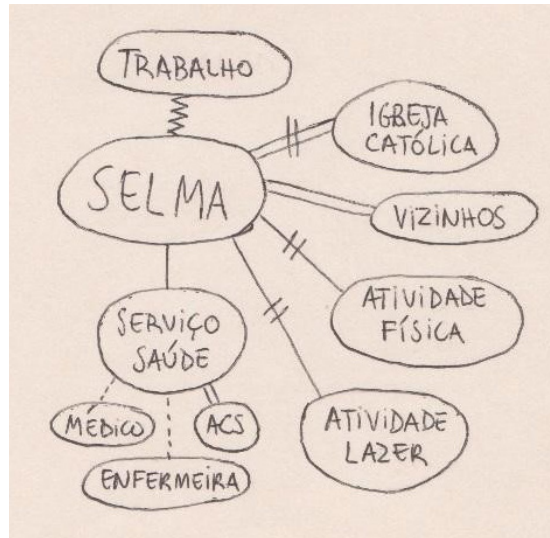 TRABALHO
IGREJA
CATÓLICA
SELMA
VIZINHOS
ATIVIDADE
FÍSICA
SERVIÇO
SAÚDE
MÉDICO
ACS
ATIVIDADE
LAZER
ENFERMEIRA